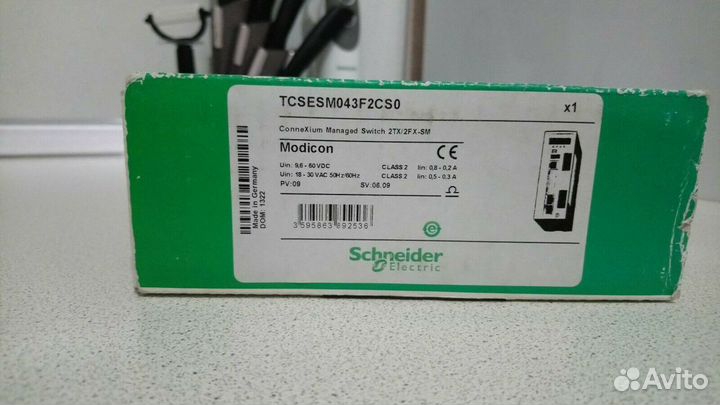 TCSESM043F2CS0 x1
ConneXium Managed Switch 2TX/2FX-SM
Modicon CE
Uin: 9,6 - 60 VDC CLASS 2 Iin: 0,8 - 0,2 A
Uin: 18 - 30 VAC 50Hz/60Hz CLASS 2 Iin: 0,5 - 0,3 A
PV:09 SV:06.09
Made in Germany
DOM: 1322
3 595863 892536
Schneider
Electric
Avito